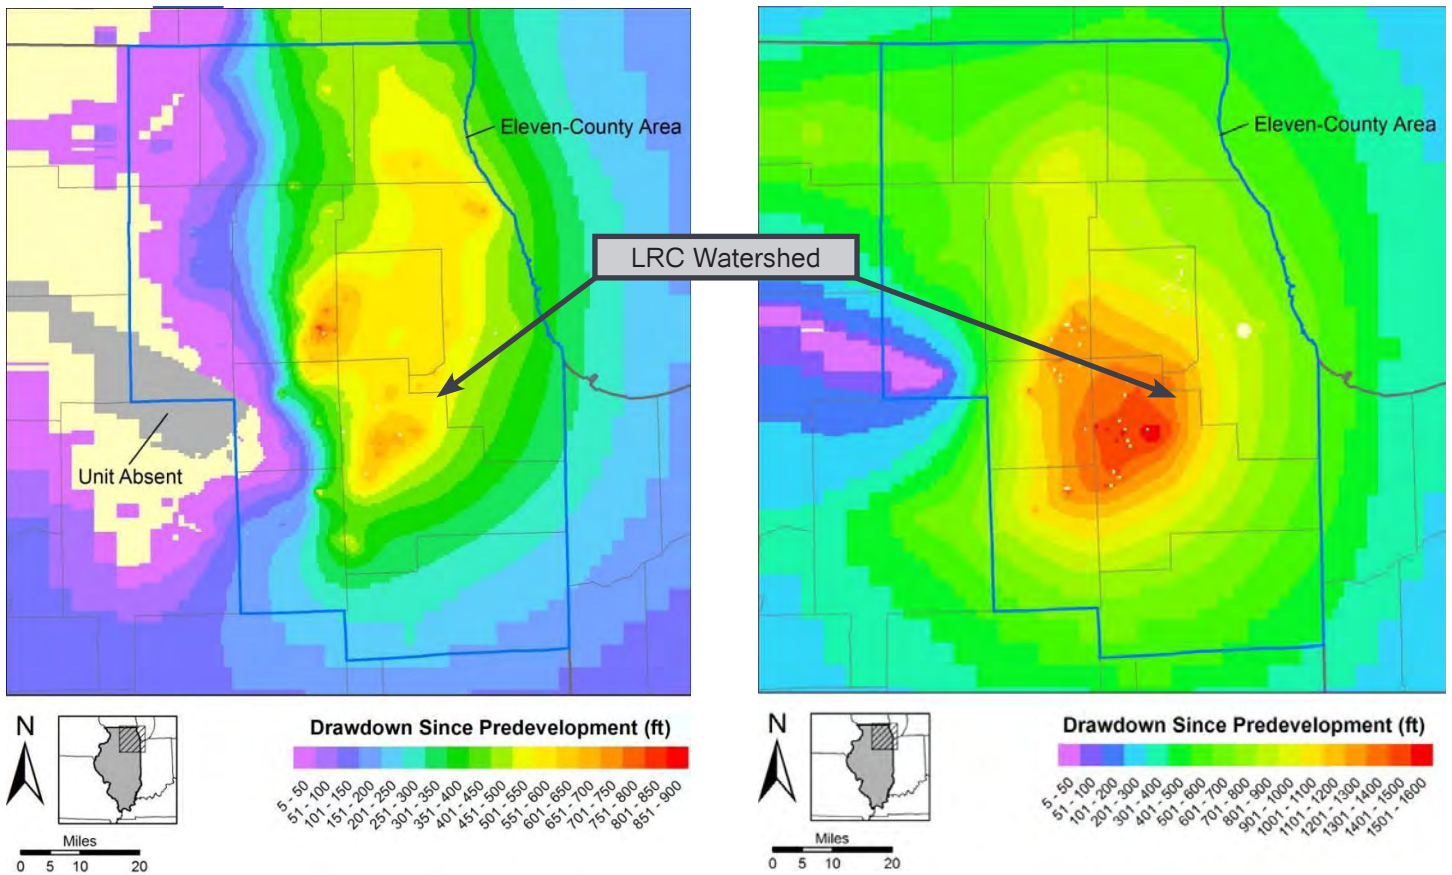 Eleven-County Area
Unit Absent
LRC Watershed
Eleven-County Area
N
Miles
0 5 10 20
Drawdown Since Predevelopment (ft)
5 - 50
51 - 100
101 - 150
151 - 200
201 - 250
251 - 300
301 - 350
351 - 400
401 - 450
451 - 500
501 - 550
551 - 600
601 - 650
651 - 700
701 - 750
751 - 800
801 - 850
851 - 900
N
Miles
0 5 10 20
Drawdown Since Predevelopment (ft)
5 - 50
51 - 100
101 - 200
201 - 300
301 - 400
401 - 500
501 - 600
601 - 700
701 - 800
801 - 900
901 - 1000
1001 - 1100
1101 - 1200
1201 - 1300
1301 - 1400
1401 - 1500
1501 - 1600